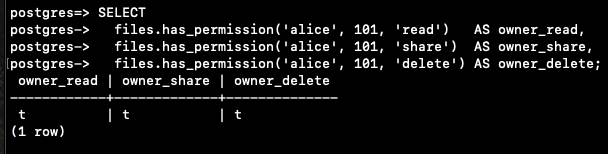 postgres=> SELECT
postgres->   files.has_permission('alice', 101, 'read')   AS owner_read,
postgres->   files.has_permission('alice', 101, 'share')  AS owner_share,
postgres->   files.has_permission('alice', 101, 'delete') AS owner_delete;
 owner_read | owner_share | owner_delete
------------+-------------+--------------
 t          | t           | t
(1 row)